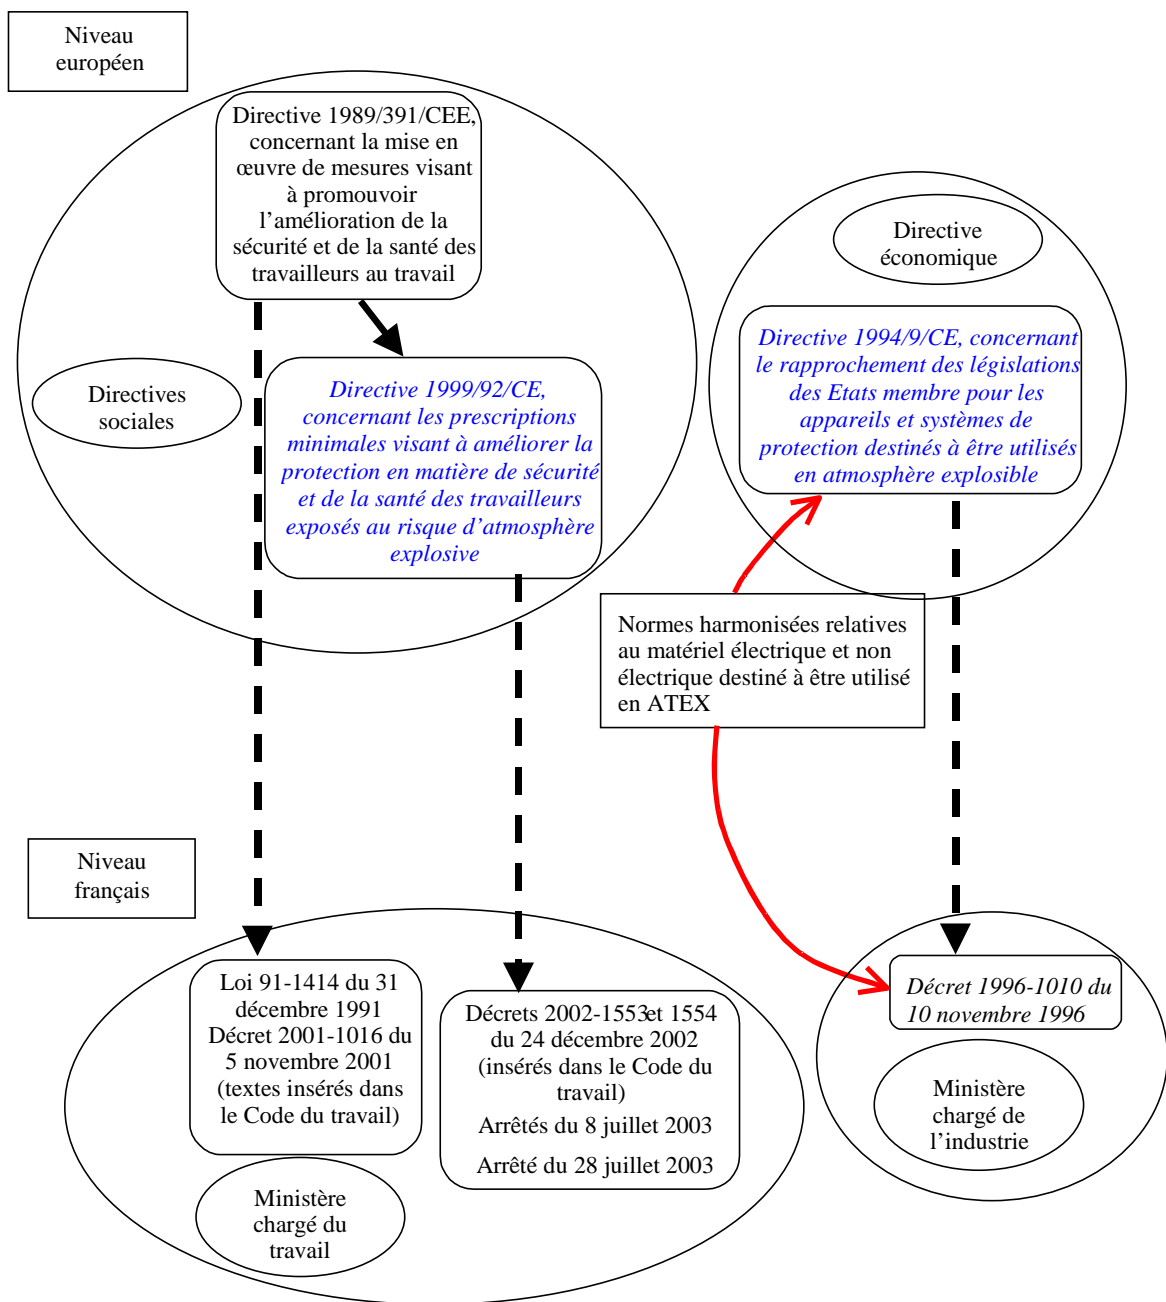 Niveau
européen
Directive 1989/391/CEE,
concernant la mise en
œuvre de mesures visant
à promouvoir
l’amélioration de la
sécurité et de la santé des
travailleurs au travail
Directive
économique
Directives
sociales
Directive 1999/92/CE,
concernant les prescriptions
minimales visant à améliorer la
protection en matière de sécurité
et de la santé des travailleurs
exposés au risque d’atmosphère
explosive
Directive 1994/9/CE, concernant
le rapprochement des législations
des Etats membre pour les
appareils et systèmes de
protection destinés à être utilisés
en atmosphère explosible
Normes harmonisées relatives
au matériel électrique et non
électrique destiné à être utilisé
en ATEX
Niveau
français
Loi 91-1414 du 31
décembre 1991
Décret 2001-1016 du
5 novembre 2001
(textes insérés dans
le Code du travail)
Décrets 2002-1553et 1554
du 24 décembre 2002
(insérés dans le Code du
travail)
Arrêtés du 8 juillet 2003
Arrêté du 28 juillet 2003
Décret 1996-1010 du
10 novembre 1996
Ministère
chargé de
l’industrie
Ministère
chargé du
travail